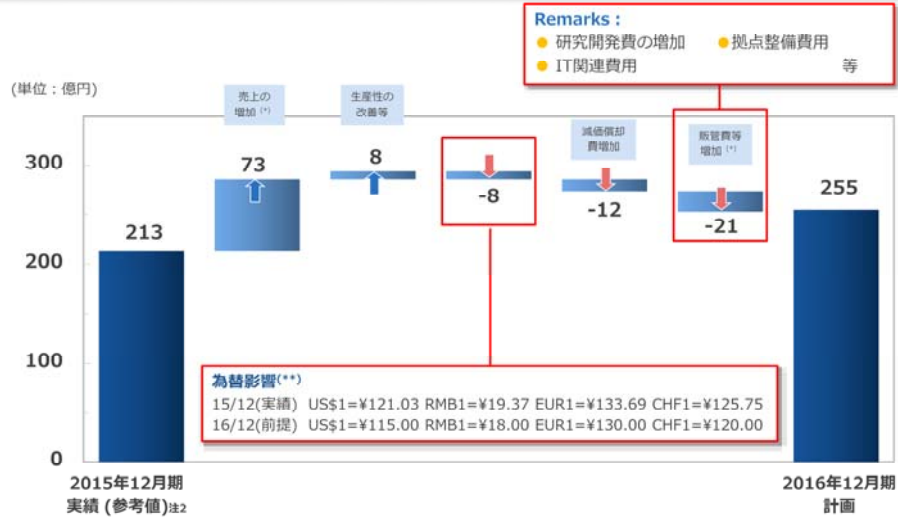 Remarks：
● 研究開発費の増加 ●拠点整備費用
● IT関連費用 等
(単位：億円)
売上の
増加 (*)
生産性の
改善等
減価償却
費増加
販管費等
増加 (*)
300
200
100
0
213
73
8
-8
-12
-21
255
為替影響(**)
15/12(実績) US$1=¥121.03 RMB1=¥19.37 EUR1=¥133.69 CHF1=¥125.75
16/12(前提) US$1=¥115.00 RMB1=¥18.00 EUR1=¥130.00 CHF1=¥120.00
2015年12月期
実績 (参考値)注2
2016年12月期
計画